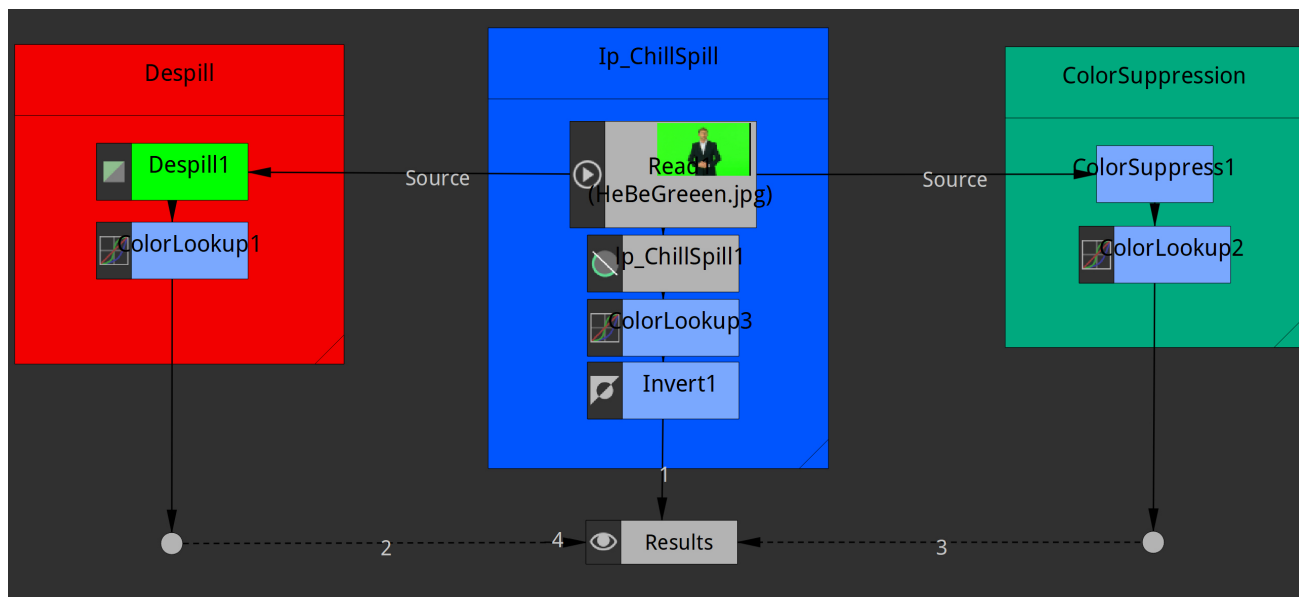 Despill
Ip_ChillSpill
ColorSuppression
Despill1
Source
Read
(HeBeGreeen.jpg)
Source
ColorSuppress1
ColorLookup1
Ip_ChillSpill1
ColorLookup2
ColorLookup3
Invert1
1
2
4
Results
3